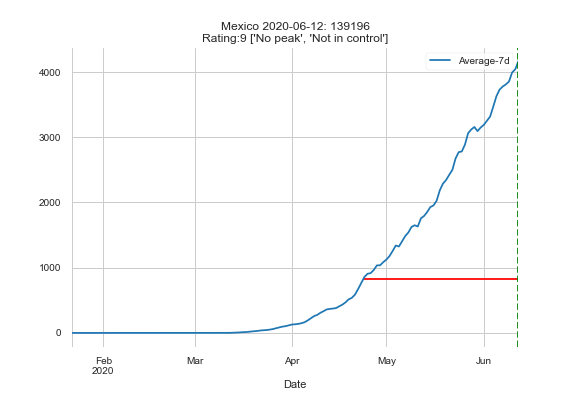 Mexico 2020-06-12: 139196
Rating:9 ['No peak', 'Not in control']
Average-7d
4000
3000
2000
1000
0
Feb Mar Apr May Jun
2020
Date